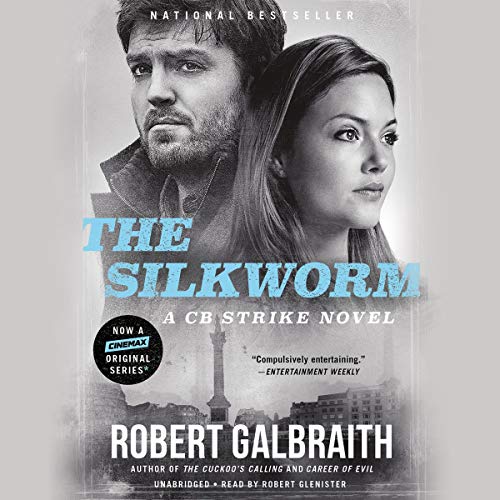 NATIONAL BESTSELLER
THE
SILKWORM
A CB STRIKE NOVEL
NOW A
CINEMAX
ORIGINAL
SERIES*
"Compulsively entertaining."
—ENTERTAINMENT WEEKLY
ROBERT GALBRAITH
AUTHOR OF THE CUCKOO'S CALLING AND CAREER OF EVIL
UNABRIDGED • READ BY ROBERT GLENISTER